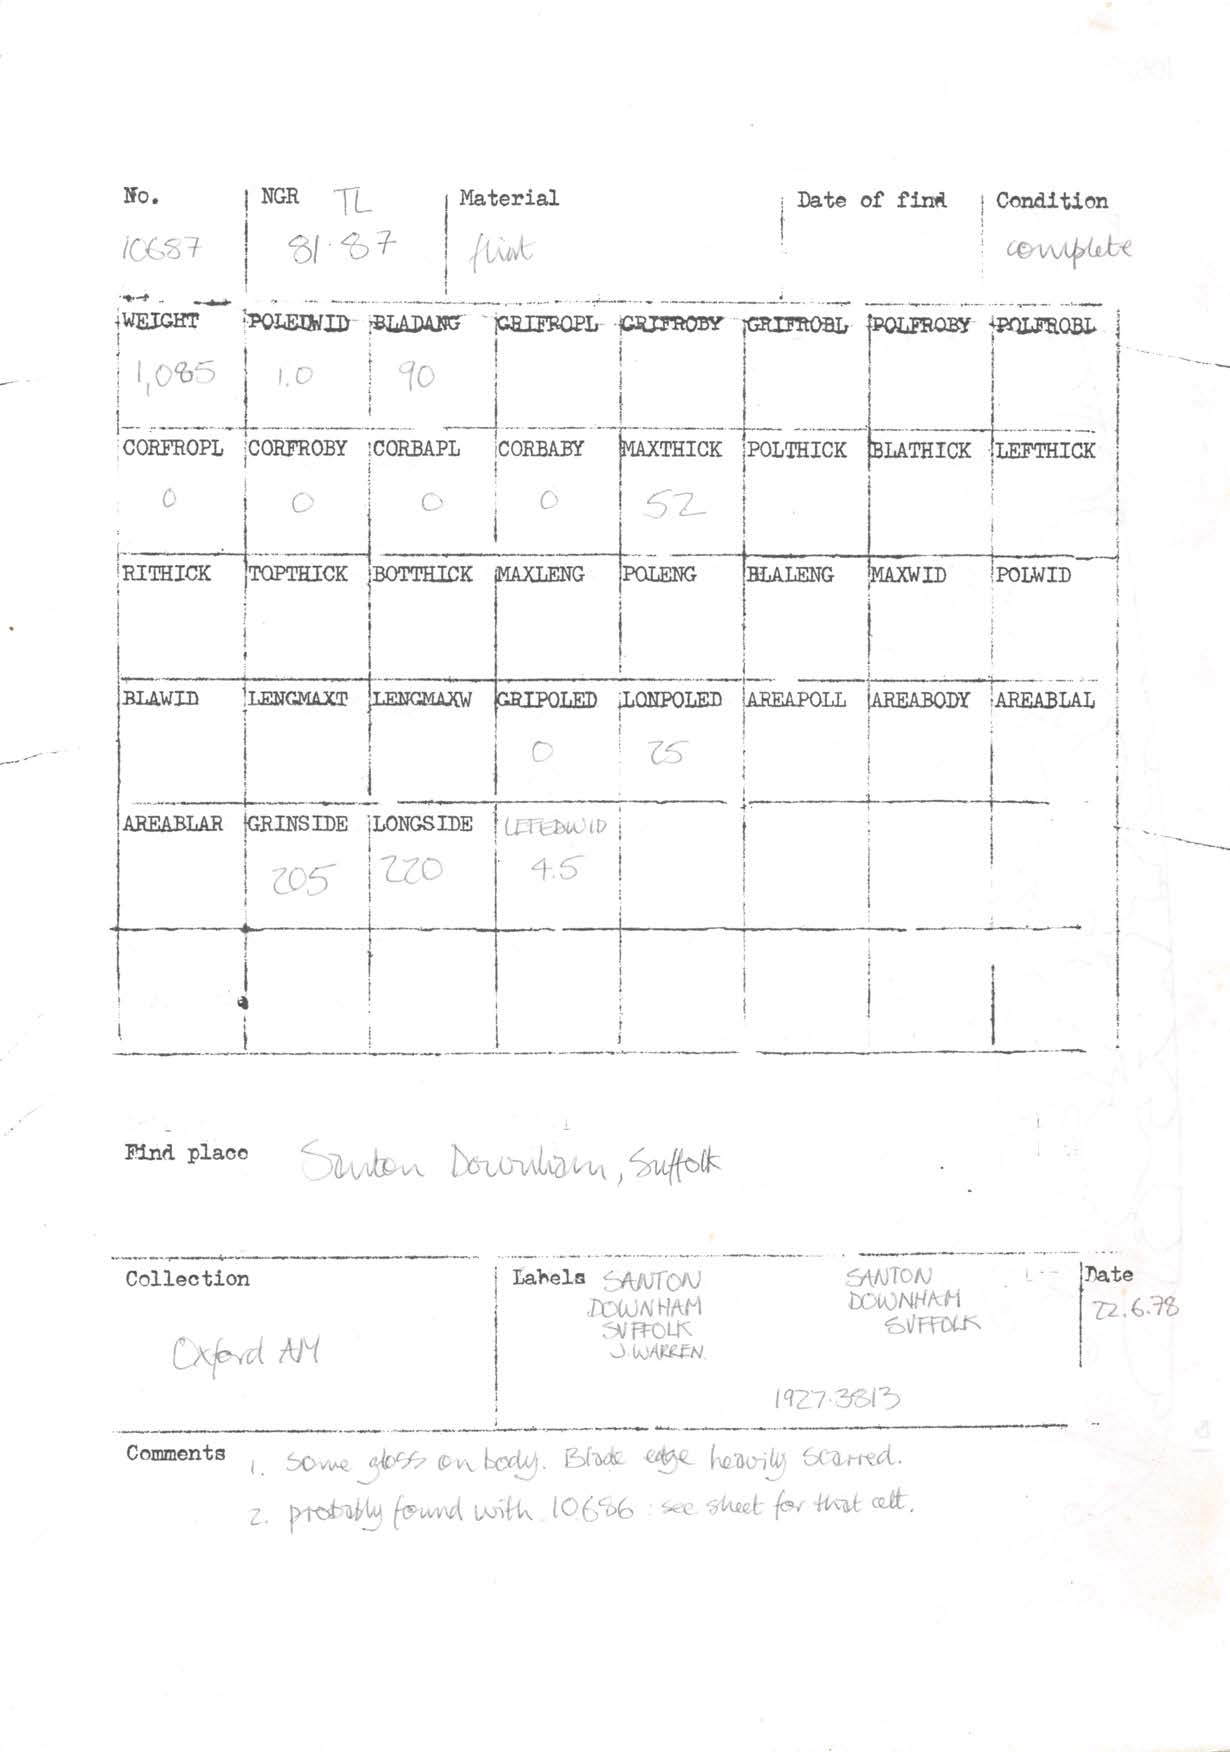 No. NGR TL Material Date of find Condition
10687 81·87 flint complete
WEIGHT POLEDWID BLADANG GRIFROPL GRIFROBY GRIFROBL POLFROBY POLFROBL
1,085 1.0 90
CORFROPL CORFROBY CORBAPL CORBABY MAXTHICK POLTHICK BLATHICK LEFTHICK
0 0 0 0 52
RITHICK TOPTHICK BOTTHICK MAXLENG POLENG BLALENG MAXWID POLWID
BLAWID LENGMAXT LENGMAXW GRIPOLED LONPOLED AREAPOLL AREABODY AREABLAL
0 25
AREABLAR GRINSIDE LONGSIDE LEFEDWID
205 220 4.5
Find place Santon Downham, Suffolk
Collection Labels SANTON SANTON Date
DOWNHAM DOWNHAM 22.6.78
SUFFOLK SUFFOLK
Oxford AM J. WARREN.
1927.3813
Comments 1. some gloss on body. Blade edge heavily scarred.
2. probably found with 10686 : see sheet for that celt.